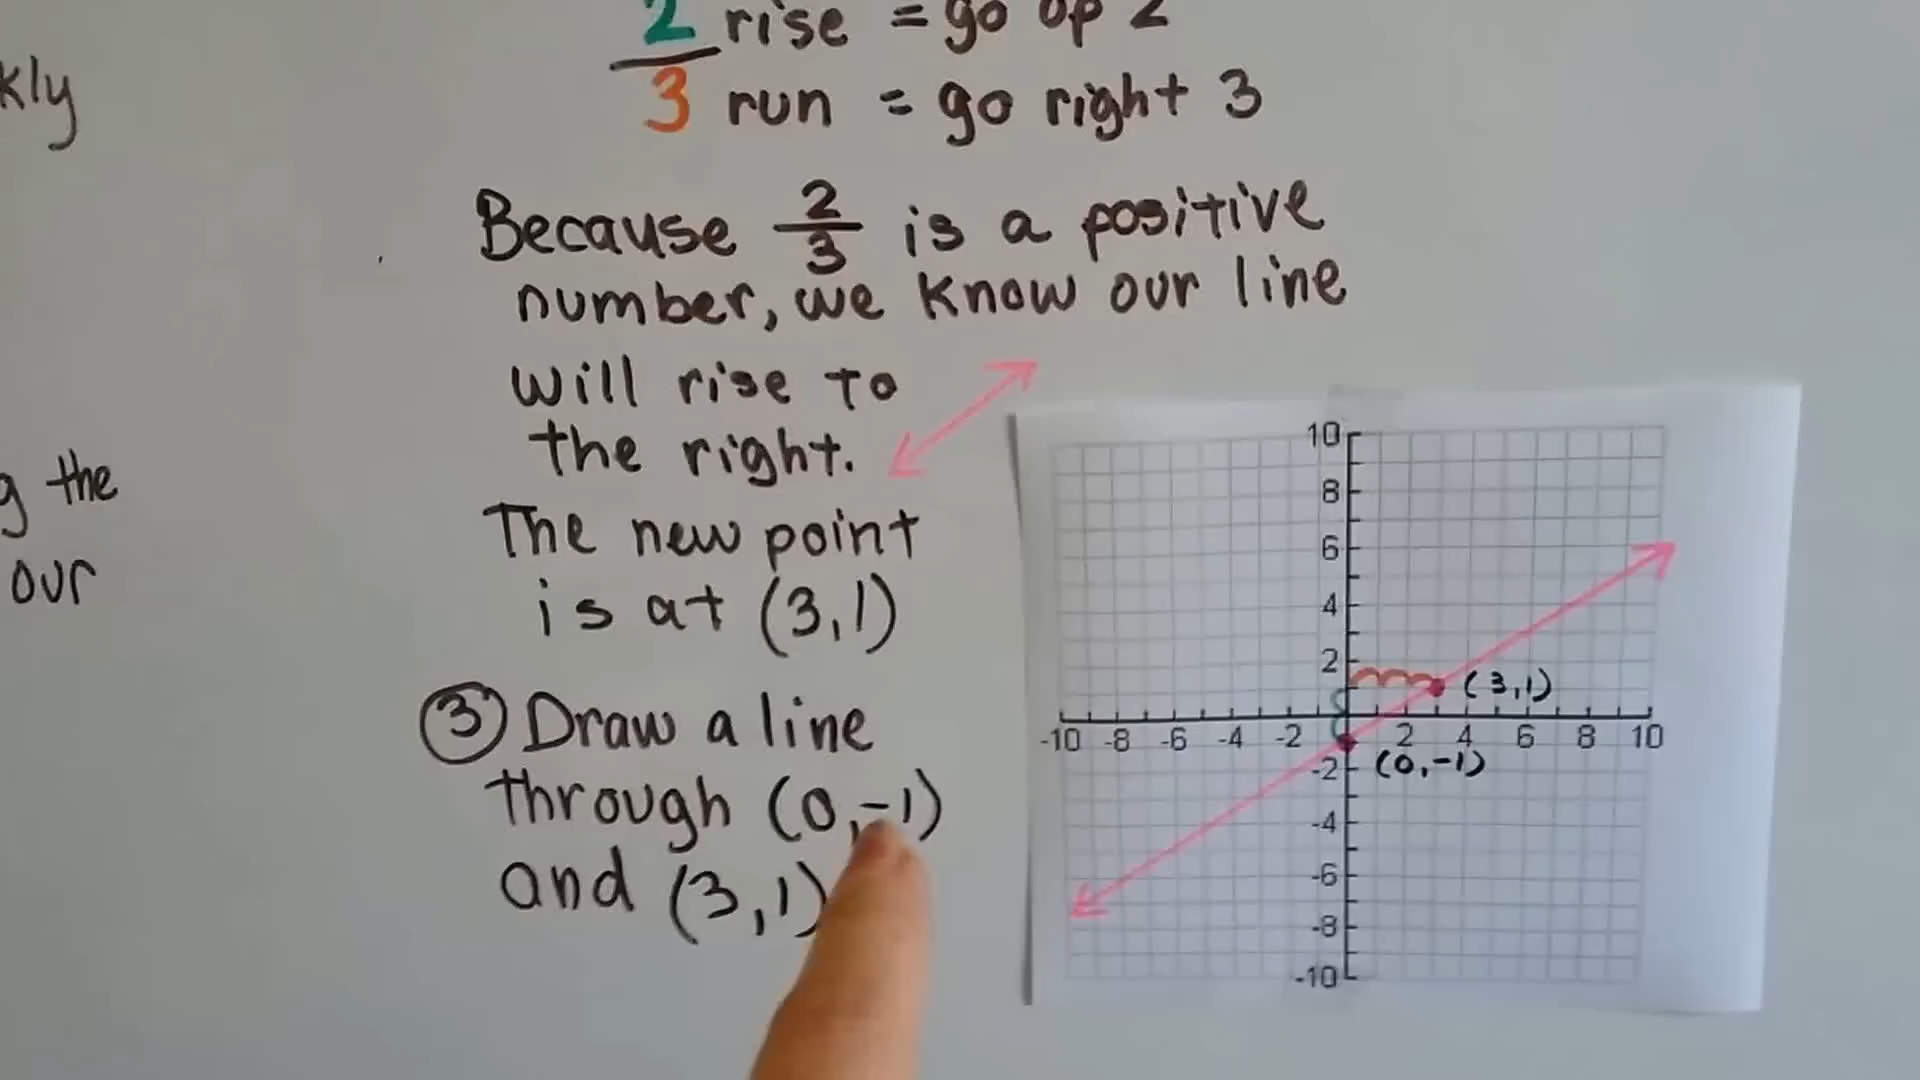 2 rise = go up 2
3 run = go right 3
Because 2/3 is a positive
number, we know our line
will rise to
the right.
The new point
is at (3,1)
③ Draw a line
through (0,-1)
and (3,1)
kly
g the
our
10
8
6
4
2
(3,1)
-10 -8 -6 -4 -2 2 4 6 8 10
-2 (0,-1)
-4
-6
-8
-10